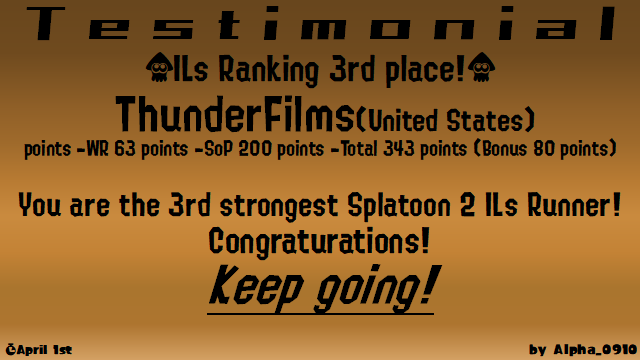 Testimonial
ILs Ranking 3rd place!
ThunderFilms(United States)
points -WR 63 points -SoP 200 points -Total 343 points (Bonus 80 points)
You are the 3rd strongest Splatoon 2 ILs Runner!
Congraturations!
Keep going!
April 1st
by Alpha_0910